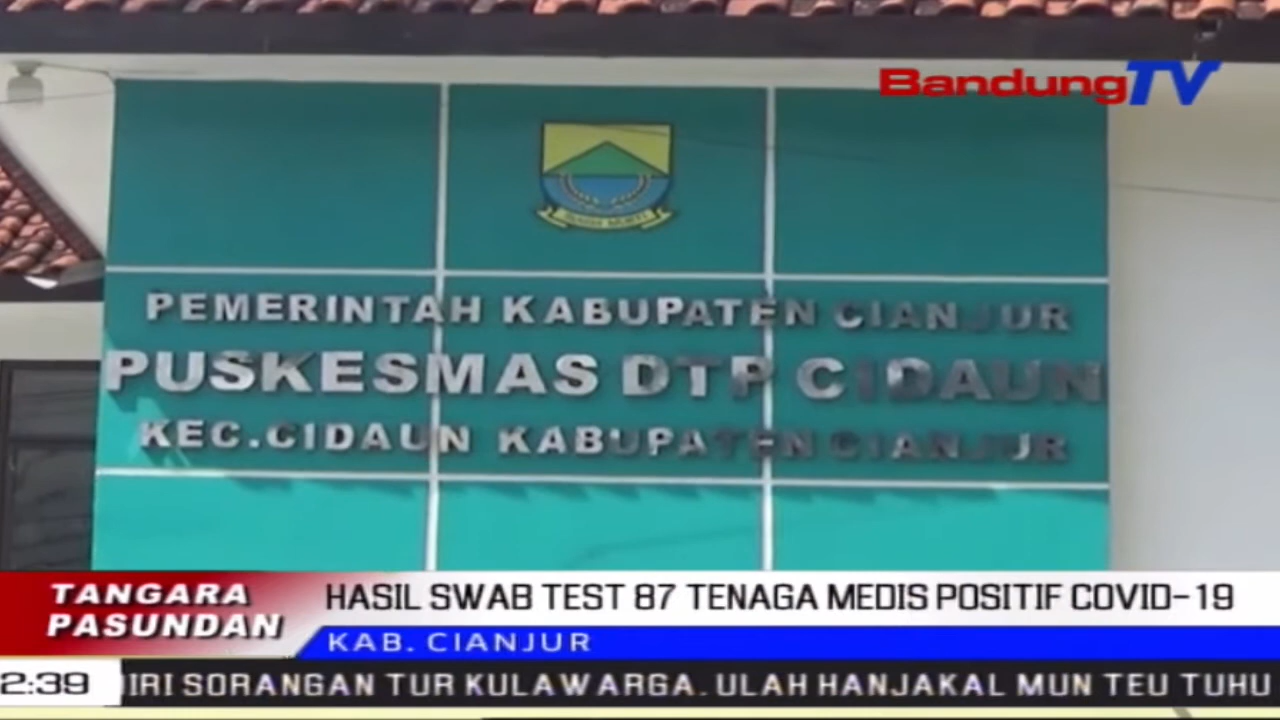 BandungTV
PEMERINTAH KABUPATEN CIANJUR
PUSKESMAS DTP CIDAUN
KEC.CIDAUN KABUPATEN CIANJUR
TANGARA
PASUNDAN
HASIL SWAB TEST 87 TENAGA MEDIS POSITIF COVID-19
KAB. CIANJUR
2:39
IRI SORANGAN TUR KULAWARGA. ULAH HANJAKAL MUN TEU TUHU